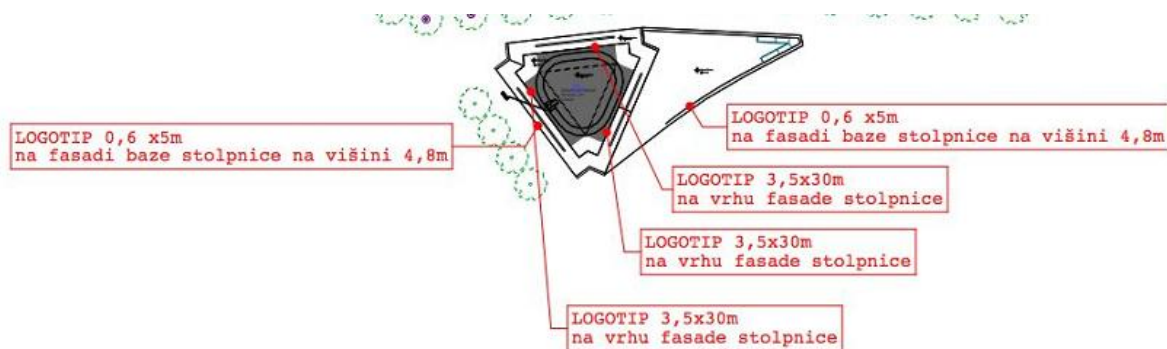 LOGOTIP 0,6 x5m
na fasadi baze stolpnice na višini 4,8m
LOGOTIP 0,6 x5m
na fasadi baze stolpnice na višini 4,8m
LOGOTIP 3,5x30m
na vrhu fasade stolpnice
LOGOTIP 3,5x30m
na vrhu fasade stolpnice
LOGOTIP 3,5x30m
na vrhu fasade stolpnice